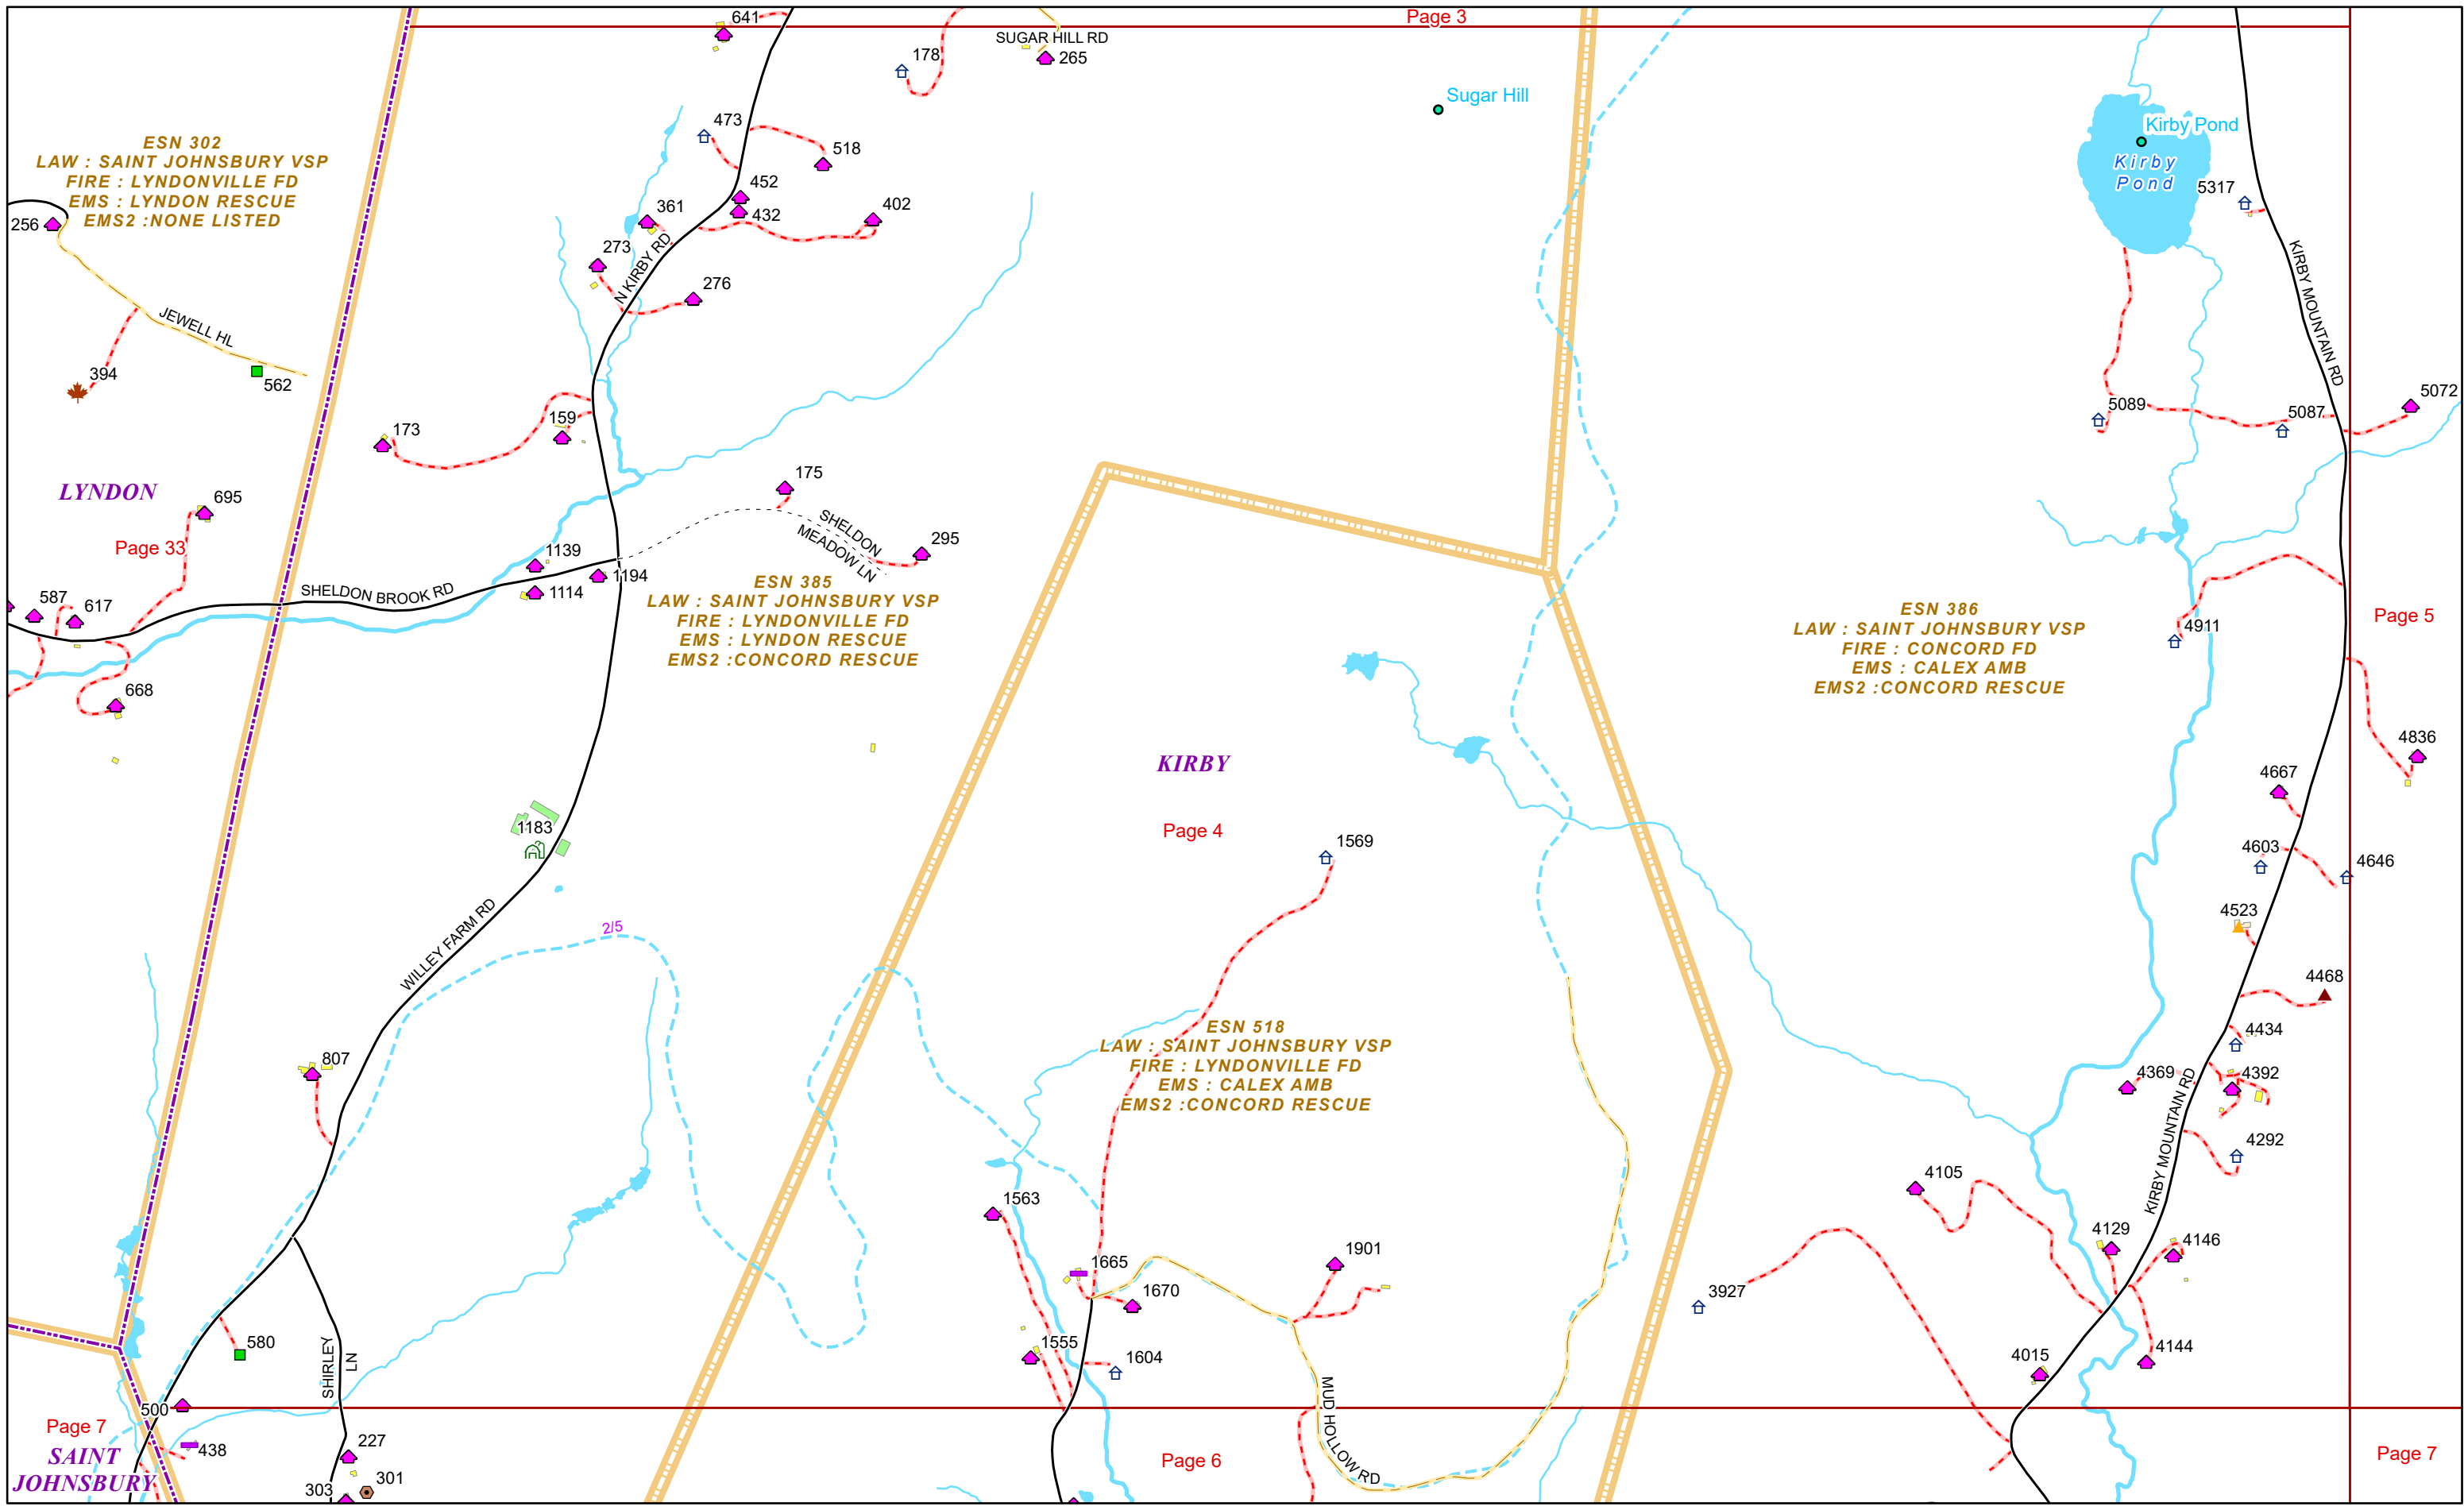 Page 3
641
SUGAR HILL RD
178
265
Sugar Hill
473
Kirby Pond
ESN 302
LAW : SAINT JOHNSBURY VSP
FIRE : LYNDONVILLE FD
EMS : LYNDON RESCUE
EMS2 :NONE LISTED
518
Kirby
Pond
452
5317
361
432
402
256
273
N KIRBY RD
276
KIRBY MOUNTAIN RD
JEWELL HL
394
562
5072
5089
5087
159
173
175
LYNDON
695
SHELDON
MEADOW LN
295
Page 33
1139
1194
1114
SHELDON BROOK RD
587
617
ESN 385
LAW : SAINT JOHNSBURY VSP
FIRE : LYNDONVILLE FD
EMS : LYNDON RESCUE
EMS2 :CONCORD RESCUE
ESN 386
LAW : SAINT JOHNSBURY VSP
FIRE : CONCORD FD
EMS : CALEX AMB
EMS2 :CONCORD RESCUE
Page 5
4911
668
4836
KIRBY
4667
1183
Page 4
1569
4603
4646
4523
2/5
WILLEY FARM RD
4468
ESN 518
LAW : SAINT JOHNSBURY VSP
FIRE : LYNDONVILLE FD
EMS : CALEX AMB
EMS2 :CONCORD RESCUE
4434
807
4369
4392
KIRBY MOUNTAIN RD
4292
4105
1563
4129
4146
1665
1901
1670
3927
580
1555
1604
SHIRLEY
LN
4015
4144
MUD HOLLOW RD
500
Page 7
438
227
Page 6
Page 7
SAINT
JOHNSBURY
301
303